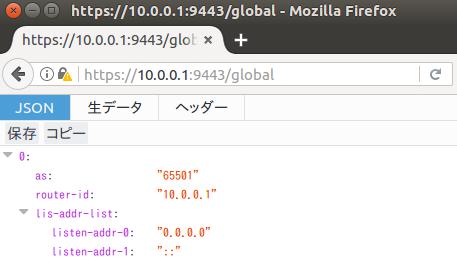 https://10.0.0.1:9443/global - Mozilla Firefox
https://10.0.0.1:9443/glob × +
https://10.0.0.1:9443/global
JSON 生データ ヘッダー
保存 コピー
0:
as: "65501"
router-id: "10.0.0.1"
lis-addr-list:
listen-addr-0: "0.0.0.0"
listen-addr-1: "::"